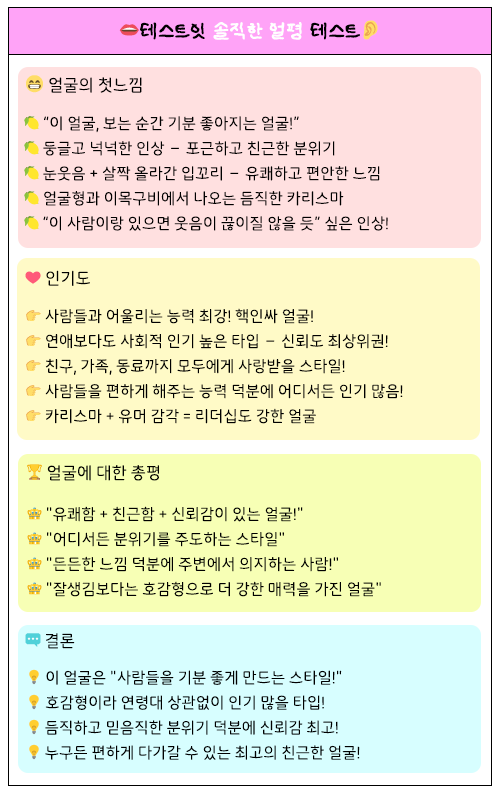 테스트힛 솔직한 얼평 테스트
얼굴의 첫느낌
“이 얼굴, 보는 순간 기분 좋아지는 얼굴!”
둥글고 넉넉한 인상 – 포근하고 친근한 분위기
눈웃음 + 살짝 올라간 입꼬리 – 유쾌하고 편안한 느낌
얼굴형과 이목구비에서 나오는 듬직한 카리스마
“이 사람이랑 있으면 웃음이 끊이질 않을 듯” 싶은 인상!
인기도
사람들과 어울리는 능력 최강! 핵인싸 얼굴!
연애보다도 사회적 인기 높은 타입 – 신뢰도 최상위권!
친구, 가족, 동료까지 모두에게 사랑받을 스타일!
사람들을 편하게 해주는 능력 덕분에 어디서든 인기 많음!
카리스마 + 유머 감각 = 리더십도 강한 얼굴
얼굴에 대한 총평
"유쾌함 + 친근함 + 신뢰감이 있는 얼굴!"
"어디서든 분위기를 주도하는 스타일"
"든든한 느낌 덕분에 주변에서 의지하는 사람!"
"잘생김보다는 호감형으로 더 강한 매력을 가진 얼굴"
결론
이 얼굴은 "사람들을 기분 좋게 만드는 스타일!"
호감형이라 연령대 상관없이 인기 많을 타입!
듬직하고 믿음직한 분위기 덕분에 신뢰감 최고!
누구든 편하게 다가갈 수 있는 최고의 친근한 얼굴!